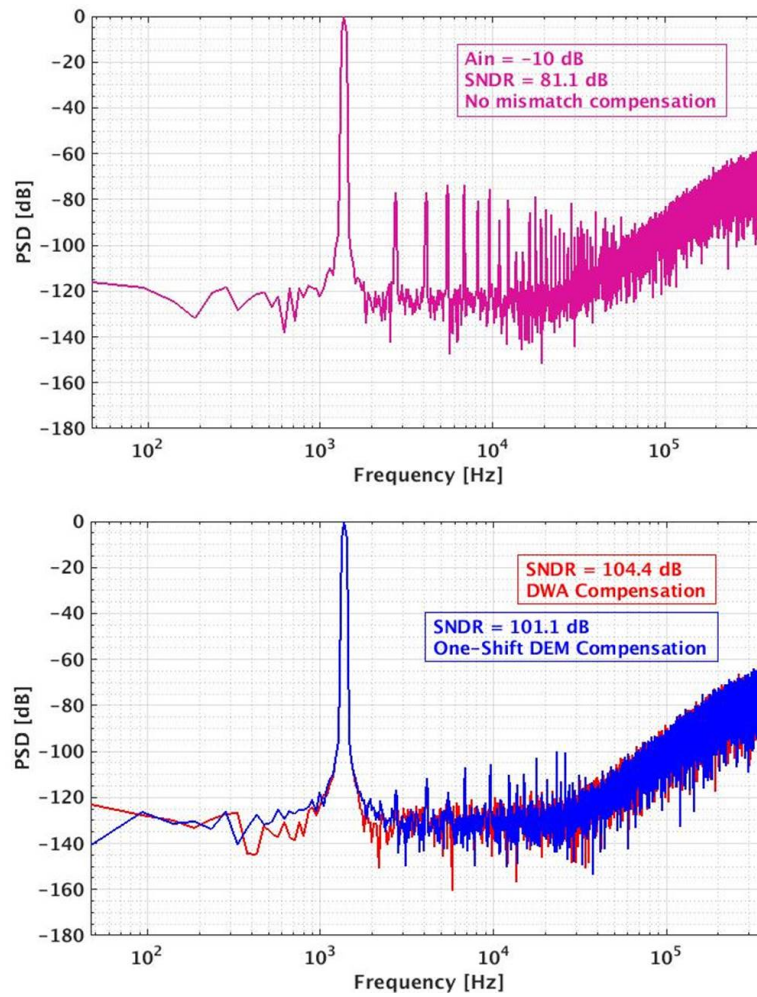 0
-20
-40
-60
-80
-100
-120
-140
-160
-180
PSD [dB]
Ain = -10 dB
SNDR = 81.1 dB
No mismatch compensation
10²
10³
10⁴
10⁵
Frequency [Hz]
0
-20
-40
-60
-80
-100
-120
-140
-160
-180
PSD [dB]
SNDR = 104.4 dB
DWA Compensation
SNDR = 101.1 dB
One-Shift DEM Compensation
10²
10³
10⁴
10⁵
Frequency [Hz]